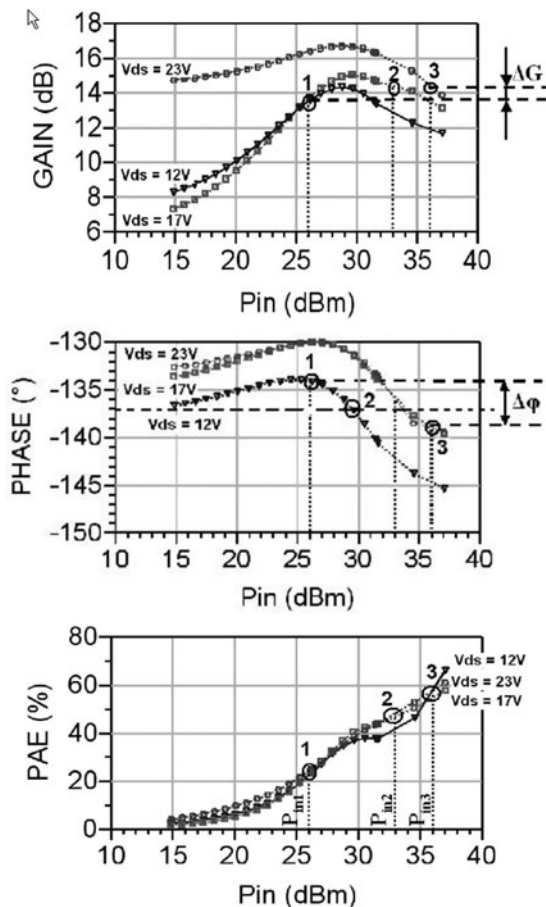 18
16
14
12
10
8
6
GAIN (dB)
Vds = 23V
Vds = 12V
Vds = 17V
1
2
3
ΔG
10 15 20 25 30 35 40
Pin (dBm)
-130
-135
-140
-145
-150
PHASE (°)
Vds = 23V
Vds = 17V
Vds = 12V
1
2
3
Δφ
10 15 20 25 30 35 40
Pin (dBm)
80
60
40
20
0
PAE (%)
1
2
3
Vds = 12V
Vds = 23V
Vds = 17V
Pin1
Pin2
Pin3
10 15 20 25 30 35 40
Pin (dBm)